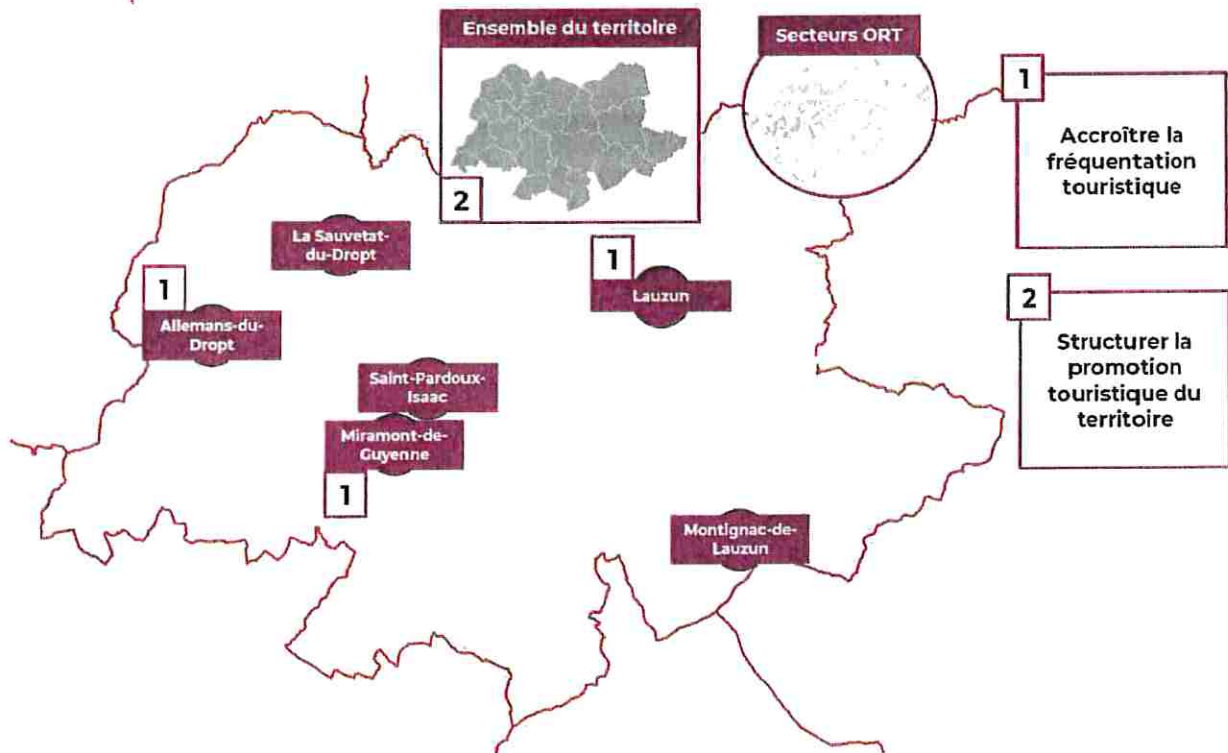 Ensemble du territoire
2
Secteurs ORT
1
Accroître la
fréquentation
touristique
2
Structurer la
promotion
touristique du
territoire
La Sauvetat-
du-Dropt
1
Lauzun
1
Allemans-du-
Dropt
Saint-Pardoux-
Isaac
Miramont-de-
Guyenne
1
Montignac-de-
Lauzun